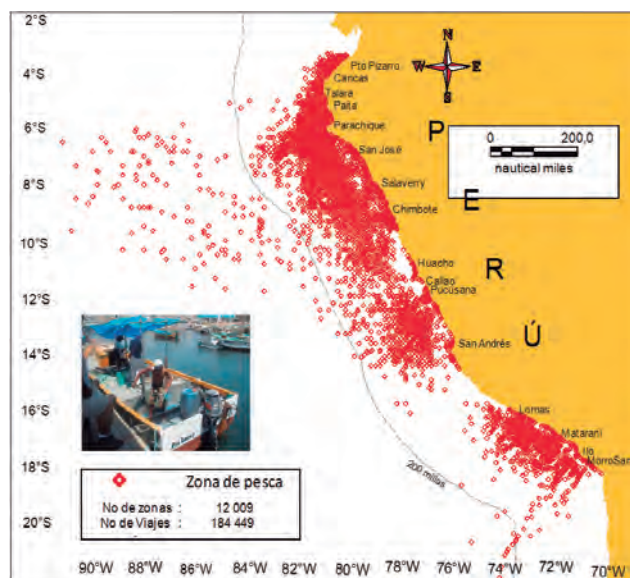 2°S
4°S
6°S
8°S
10°S
12°S
14°S
16°S
18°S
20°S
N
W E
S
Pto Pizarro
Cancas
Talara
Paita
Parachique
San José
Salaverry
Chimbote
Huacho
Callao
Pucusana
San Andrés
Lomas
Matarani
Ilo
MorroSam
P
E
R
Ú
0 200,0
nautical miles
200 miles
Zona de pesca
No de zonas : 12 009
No de Viajes : 184 449
90°W 88°W 86°W 84°W 82°W 80°W 78°W 76°W 74°W 72°W 70°W